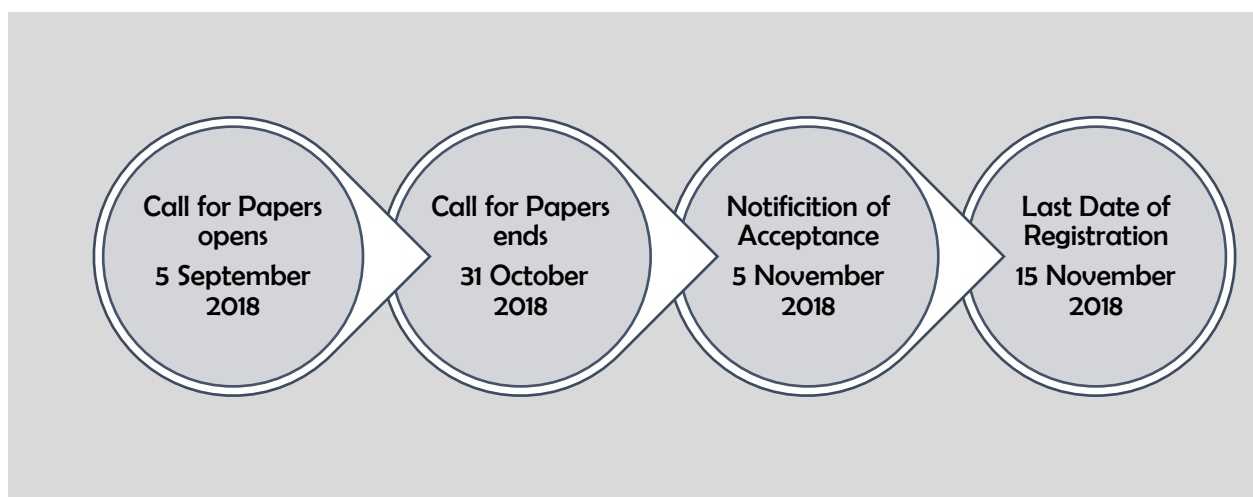 Call for Papers
opens
5 September
2018
Call for Papers
ends
31 October
2018
Notificition of
Acceptance
5 November
2018
Last Date of
Registration
15 November
2018